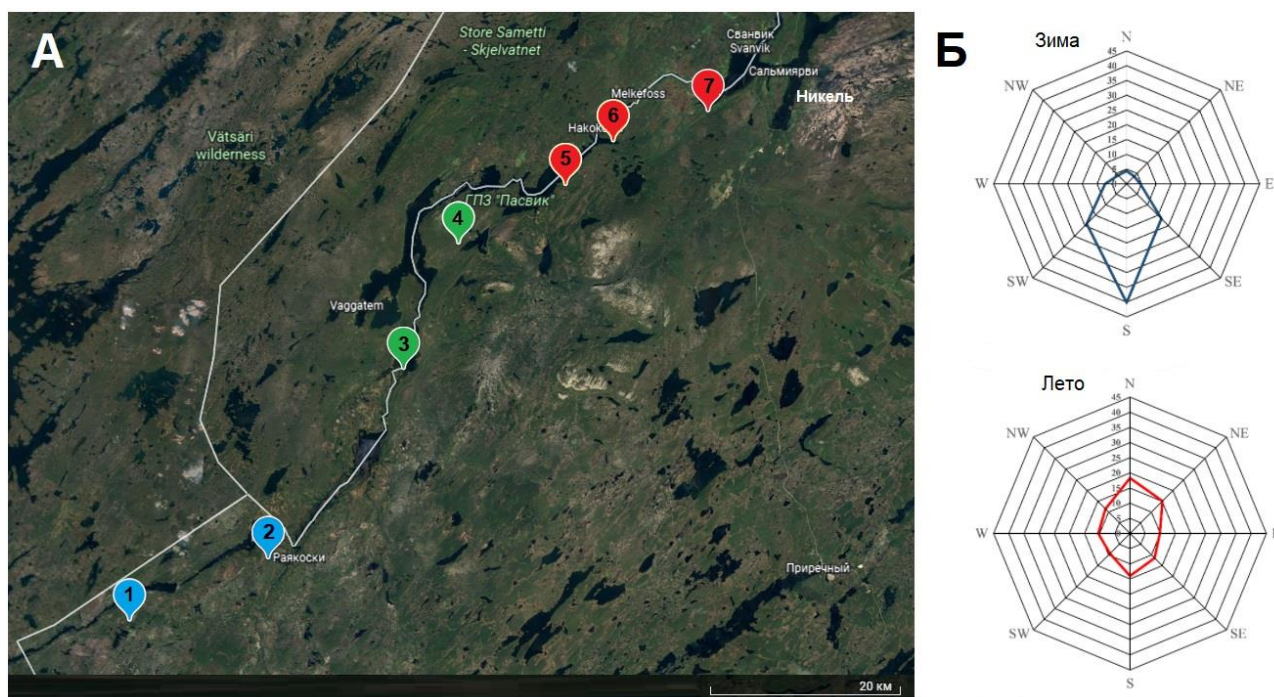 А
Store Sametti
- Skjelvatnet
Сванвик
Svanvik
Сальмиярви
Никель
7
Melkefoss
6
5
Vätsäri
wilderness
ГПЗ "Пасвик"
4
Vaggatem
3
2
Раякоски
1
Приречный
20 км
Б
Зима
N
NE
E
SE
S
SW
W
NW
45
40
35
30
25
20
15
10
5
Лето
N
NE
SE
S
SW
W
NW
45
40
35
30
25
20
15
10
5